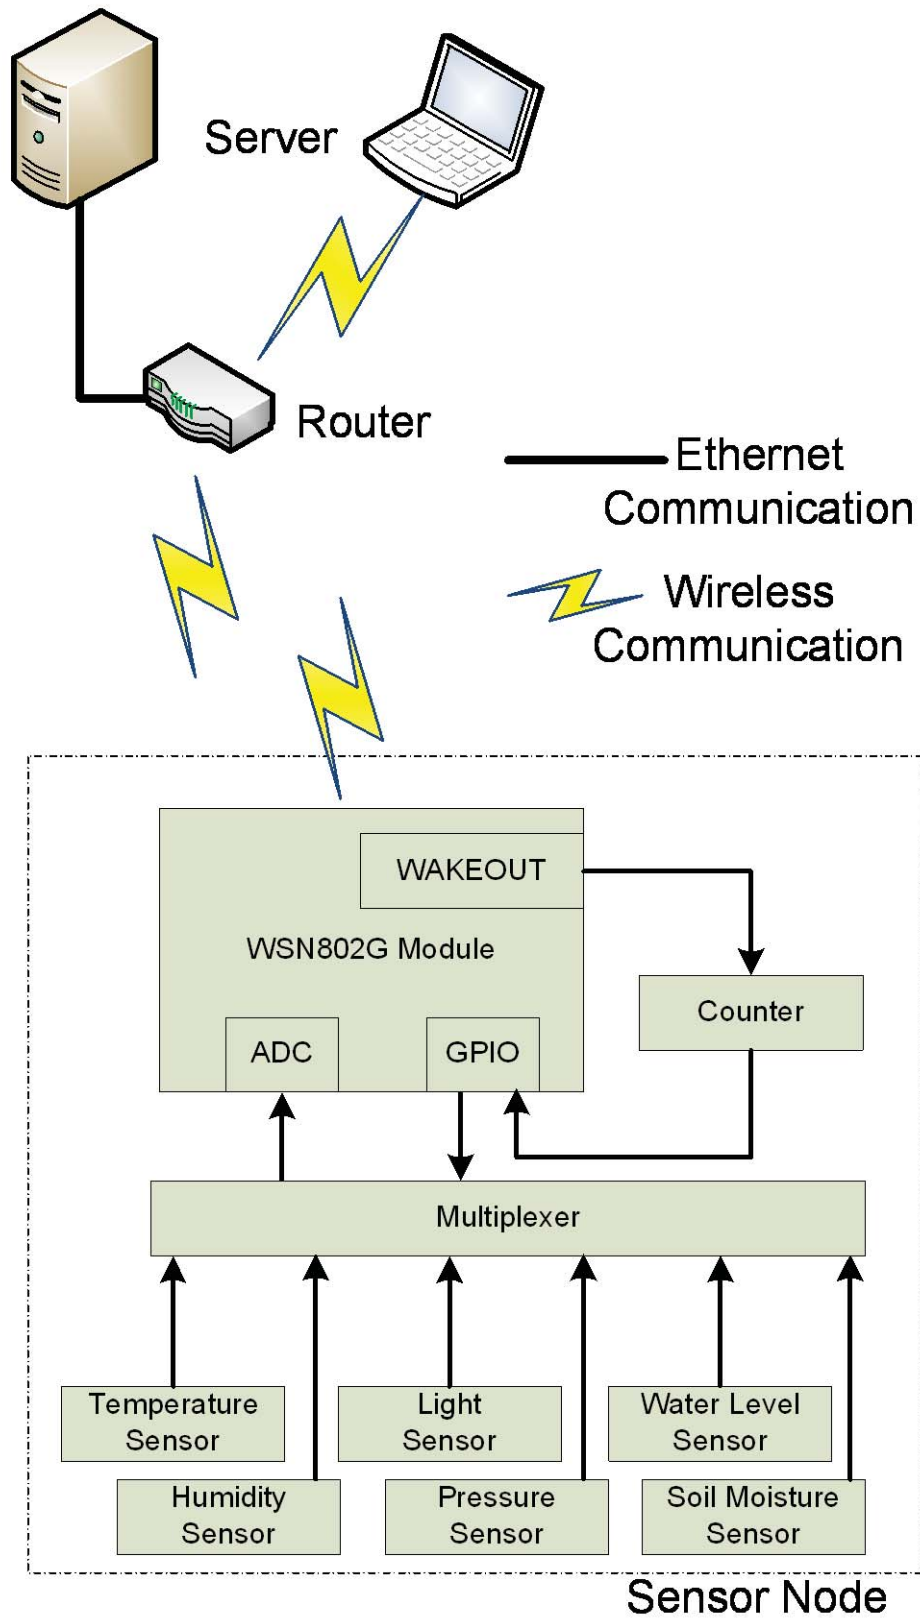 Server
Router
Ethernet
Communication
Wireless
Communication
WAKEOUT
WSN802G Module
Counter
ADC
GPIO
Multiplexer
Temperature
Sensor
Light
Sensor
Water Level
Sensor
Humidity
Sensor
Pressure
Sensor
Soil Moisture
Sensor
Sensor Node